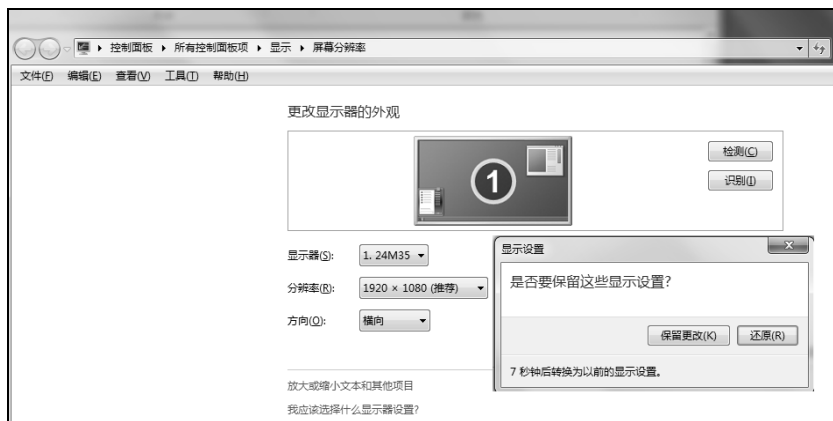 控制面板 ▸ 所有控制面板项 ▸ 显示 ▸ 屏幕分辨率
文件(F) 编辑(E) 查看(V) 工具(T) 帮助(H)
更改显示器的外观
1
检测(C)
识别(I)
显示器(S): 1. 24M35
分辨率(R): 1920 × 1080 (推荐)
方向(O): 横向
显示设置
是否要保留这些显示设置?
保留更改(K) 还原(R)
7 秒钟后转换为以前的显示设置。
放大或缩小文本和其他项目
我应该选择什么显示器设置?